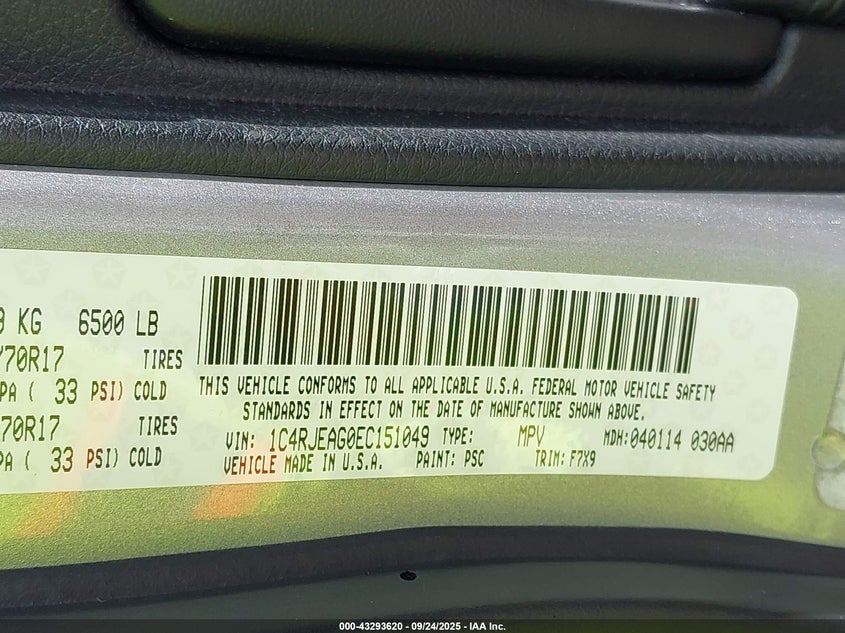 9 KG 6500 LB
/70R17 TIRES
PA ( 33 PSI) COLD
70R17 TIRES
PA ( 33 PSI) COLD
THIS VEHICLE CONFORMS TO ALL APPLICABLE U.S.A. FEDERAL MOTOR VEHICLE SAFETY
STANDARDS IN EFFECT ON THE DATE OF MANUFACTURE SHOWN ABOVE.
VIN: 1C4RJEAG0EC151049 TYPE: MPV MDH:040114 030AA
VEHICLE MADE IN U.S.A. PAINT: PSC TRIM: F7X9
000-43293620 - 09/24/2025 - IAA Inc.